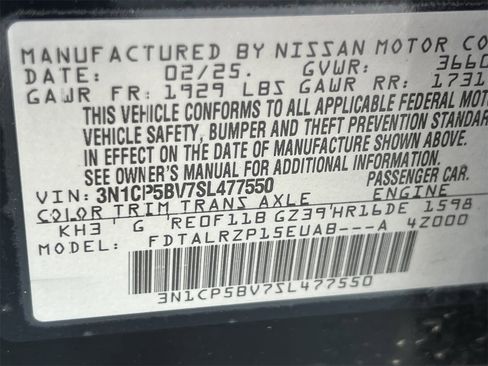 MANUFACTURED BY NISSAN MOTOR CO
DATE: 02/25. GVWR: 3660
GAWR FR: 1929 LBS GAWR RR: 1731
THIS VEHICLE CONFORMS TO ALL APPLICABLE FEDERAL MOT
VEHICLE SAFETY, BUMPER AND THEFT PREVENTION STANDAR
IN EFFECT ON THE DATE OF MANUFACTURE SHOWN ABOVE.
SEE OWNER'S MANUAL FOR ADDITIONAL INFORMATION.
VIN: 3N1CP5BV7SL477550 PASSENGER CAR.
COLOR TRIM TRANS AXLE ENGINE
KH3 G RE0F11B GZ39 HR16DE 1598
MODEL: FDTALRZP15EUAB---A 4Z000
3N1CP5BV7SL477550